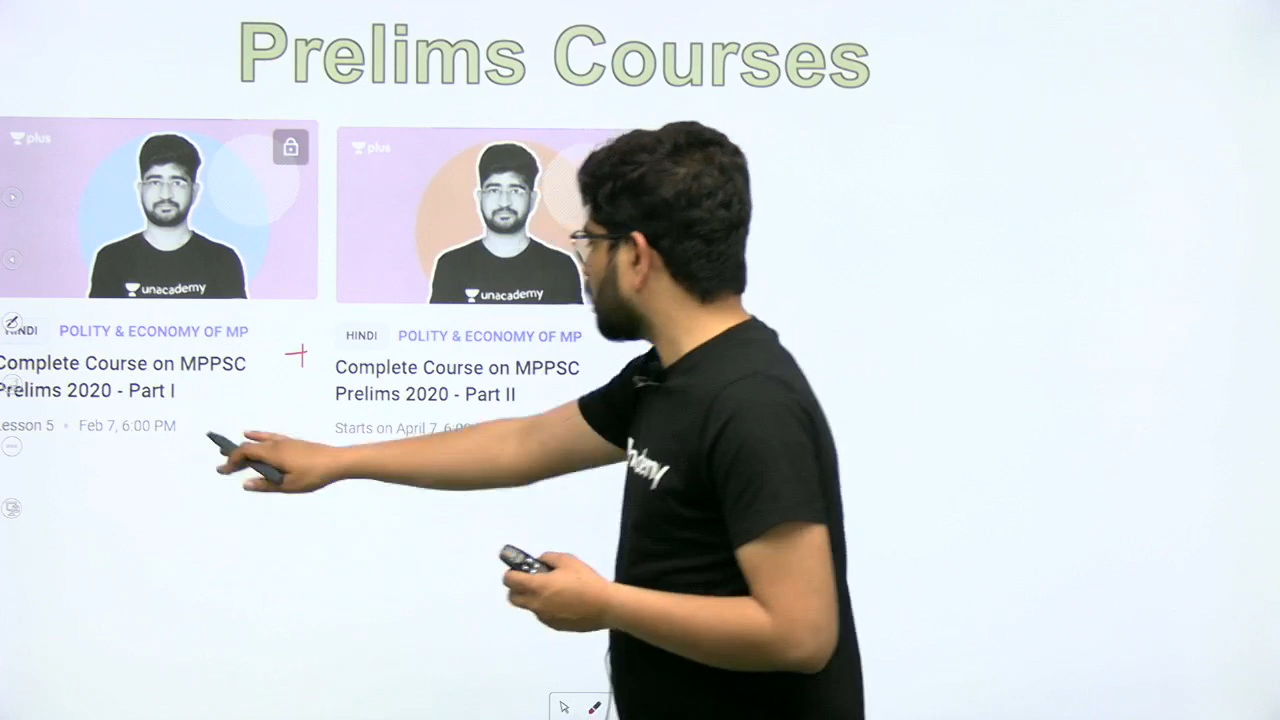 Prelims Courses
plus
plus
unacademy
unacademy
HINDI POLITY & ECONOMY OF MP
HINDI POLITY & ECONOMY OF MP
Complete Course on MPPSC
Prelims 2020 - Part I
Complete Course on MPPSC
Prelims 2020 - Part II
Lesson 5 • Feb 7, 6:00 PM
Starts on April 7, 6:00